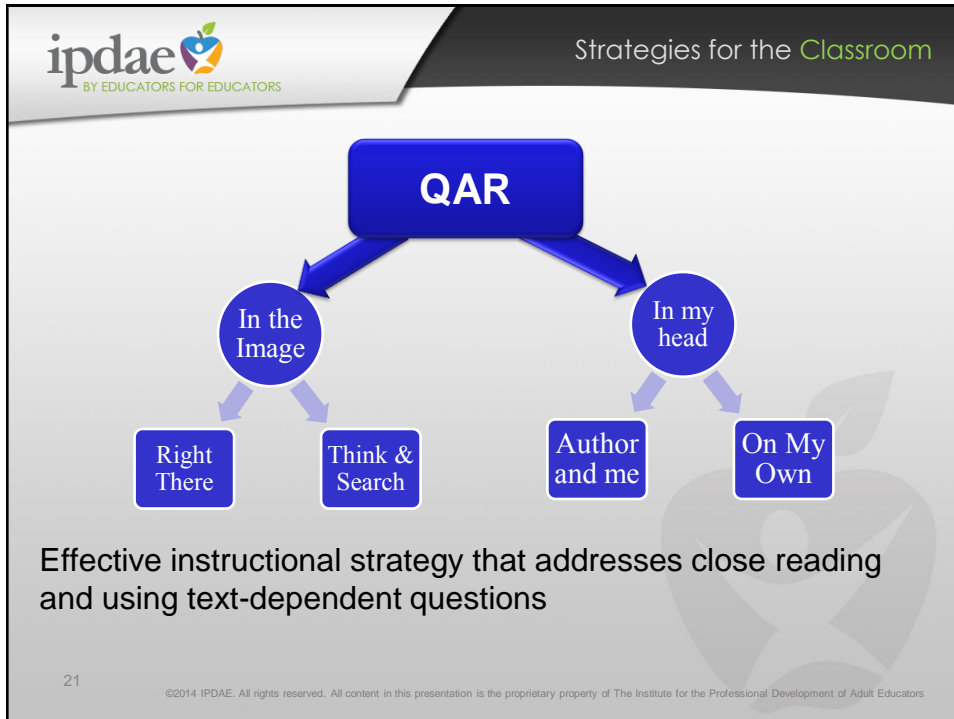 ipdae
BY EDUCATORS FOR EDUCATORS
Strategies for the Classroom
QAR
In the
Image
In my
head
Right
There
Think &
Search
Author
and me
On My
Own
Effective instructional strategy that addresses close reading
and using text-dependent questions
21
©2014 IPDAE. All rights reserved. All content in this presentation is the proprietary property of The Institute for the Professional Development of Adult Educators